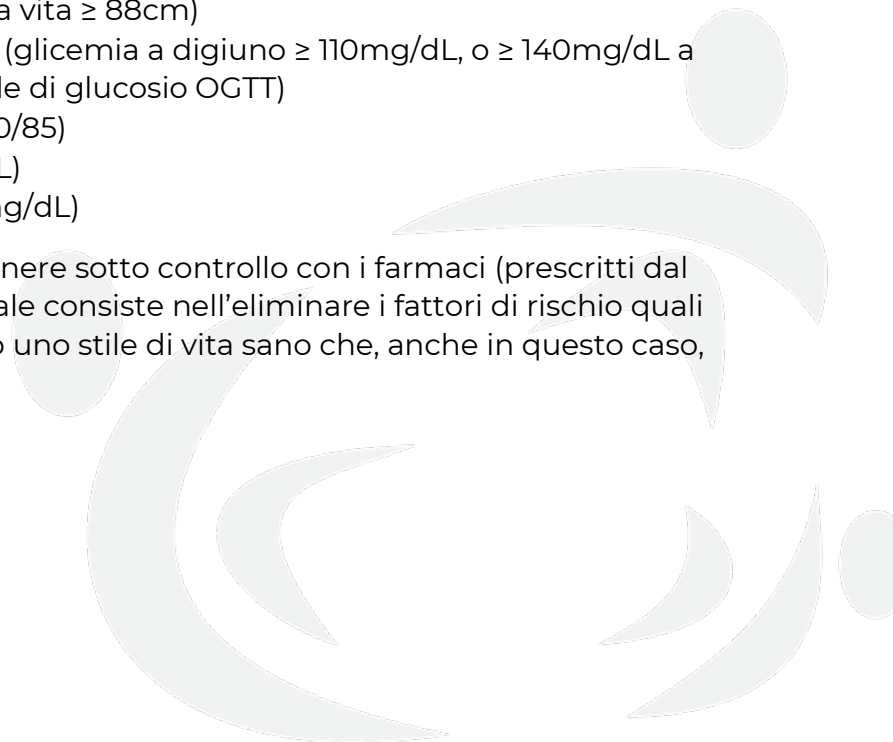 a vita ≥ 88cm)
(glicemia a digiuno ≥ 110mg/dL, o ≥ 140mg/dL a
le di glucosio OGTT)
0/85)
L)
g/dL)
nere sotto controllo con i farmaci (prescritti dal
ale consiste nell’eliminare i fattori di rischio quali
o uno stile di vita sano che, anche in questo caso,